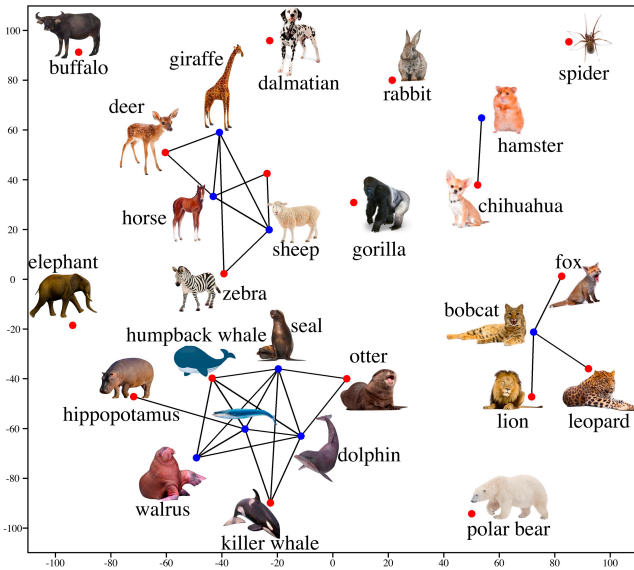 100
80
60
40
20
0
-20
-40
-60
-80
-100
buffalo
giraffe
dalmatian
rabbit
spider
deer
hamster
horse
sheep
gorilla
chihuahua
elephant
zebra
fox
bobcat
humpback whale
seal
otter
hippopotamus
lion
leopard
dolphin
walrus
killer whale
polar bear
-100
-80
-60
-40
-20
0
20
40
60
80
100